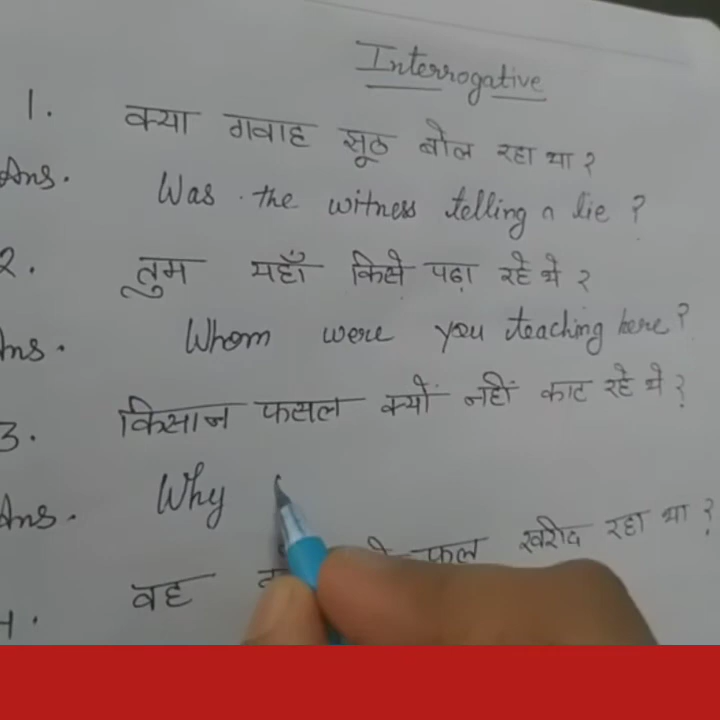 Interrogative
1. क्या गवाह झूठ बोल रहा था ?
Ans. Was the witness telling a lie ?
2. तुम यहाँ किसे पढ़ा रहे थे ?
Ans. Whom were you teaching here ?
3. किसान फसल क्यों नहीं काट रहे थे ?
Ans. Why
4. वह फल खरीद रहा था ?